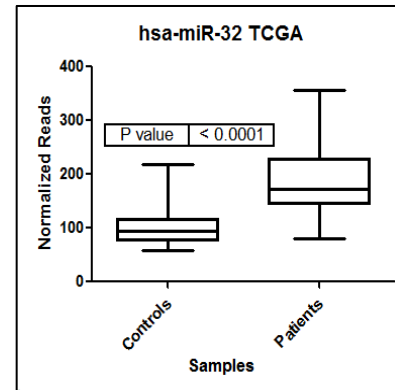 hsa-miR-32 TCGA
Normalized Reads
400
300
200
100
0
P value < 0.0001
Controls
Patients
Samples